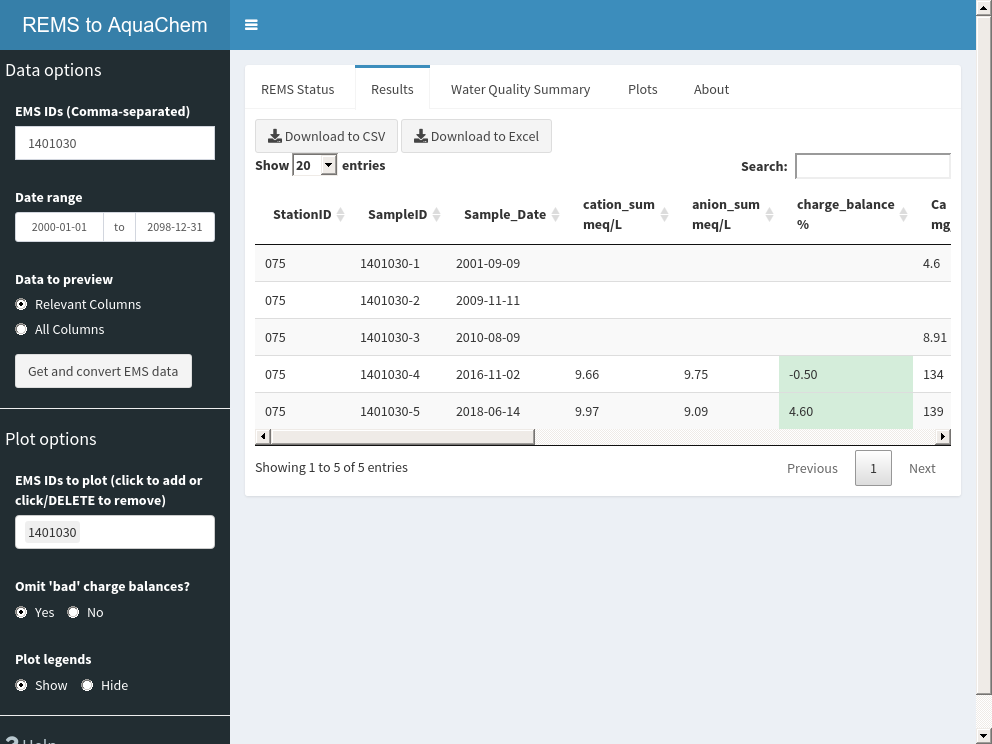 REMS to AquaChem
Data options
EMS IDs (Comma-separated)
1401030
Date range
2000-01-01 to 2098-12-31
Data to preview
Relevant Columns
All Columns
Get and convert EMS data
Plot options
EMS IDs to plot (click to add or
click/DELETE to remove)
1401030
Omit 'bad' charge balances?
Yes No
Plot legends
Show Hide
? Help
REMS Status Results Water Quality Summary Plots About
Download to CSV Download to Excel
Show 20 entries Search:
StationID SampleID Sample_Date cation_sum meq/L anion_sum meq/L charge_balance % Ca mg
075 1401030-1 2001-09-09 4.6
075 1401030-2 2009-11-11
075 1401030-3 2010-08-09 8.91
075 1401030-4 2016-11-02 9.66 9.75 -0.50 134
075 1401030-5 2018-06-14 9.97 9.09 4.60 139
Showing 1 to 5 of 5 entries Previous 1 Next